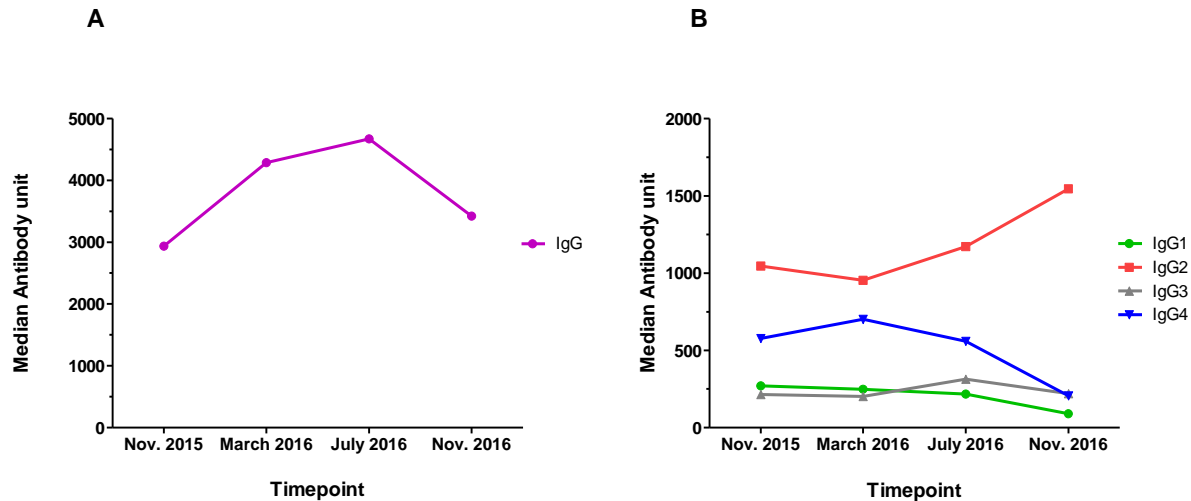 A
Median Antibody unit
5000
4000
3000
2000
1000
0
Nov. 2015 March 2016 July 2016 Nov. 2016
Timepoint
IgG
B
Median Antibody unit
2000
1500
1000
500
0
Nov. 2015 March 2016 July 2016 Nov. 2016
Timepoint
IgG1
IgG2
IgG3
IgG4